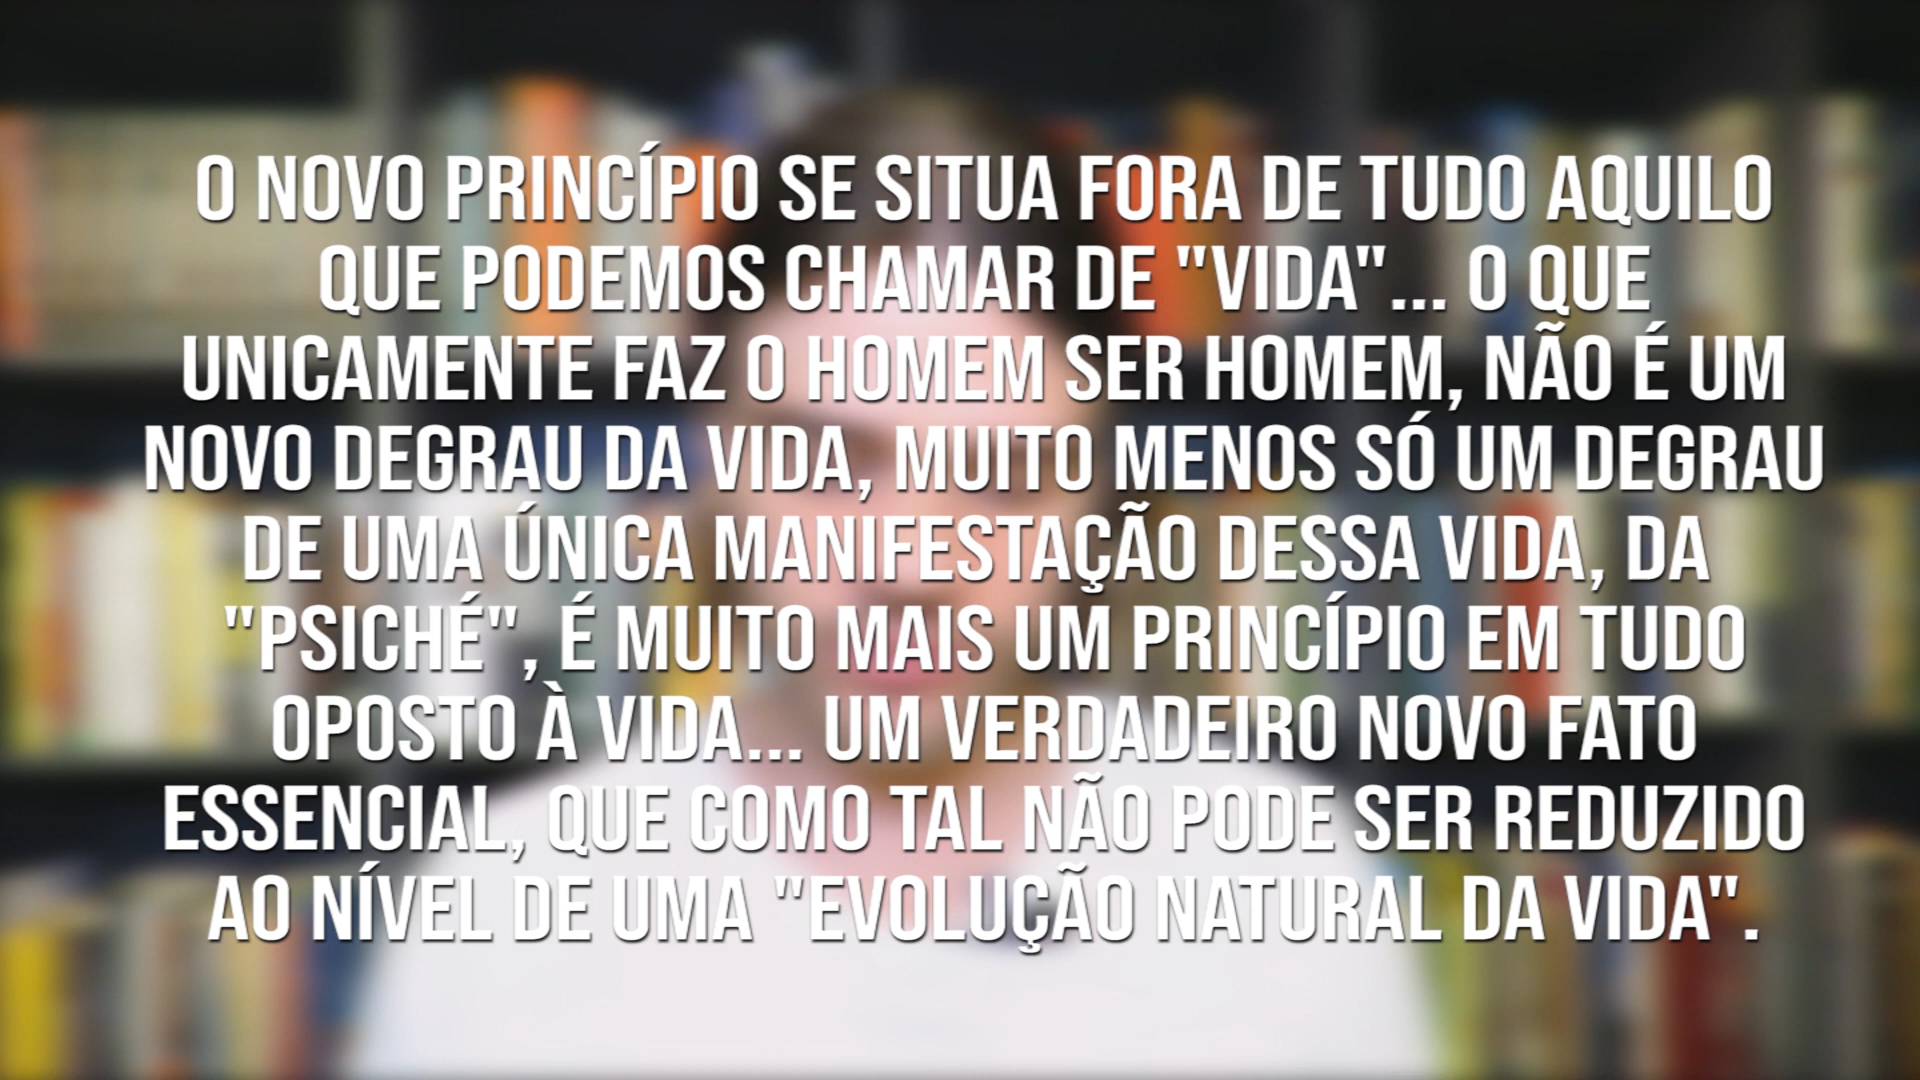 O NOVO PRINCÍPIO SE SITUA FORA DE TUDO AQUILO
QUE PODEMOS CHAMAR DE "VIDA"... O QUE
UNICAMENTE FAZ O HOMEM SER HOMEM, NÃO É UM
NOVO DEGRAU DA VIDA, MUITO MENOS SÓ UM DEGRAU
DE UMA ÚNICA MANIFESTAÇÃO DESSA VIDA, DA
"PSICHÉ", É MUITO MAIS UM PRINCÍPIO EM TUDO
OPOSTO À VIDA... UM VERDADEIRO NOVO FATO
ESSENCIAL, QUE COMO TAL NÃO PODE SER REDUZIDO
AO NÍVEL DE UMA "EVOLUÇÃO NATURAL DA VIDA".